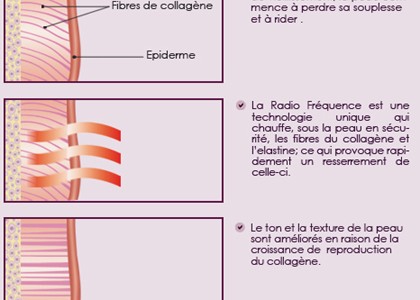 Fibres de collagène
Epiderme
mence à perdre sa souplesse
et à rider .
La Radio Fréquence est une
technologie unique qui
chauffe, sous la peau en sécu-
rité, les fibres du collagène et
l'elastine; ce qui provoque rapi-
dement un resserrement de
celle-ci.
Le ton et la texture de la peau
sont améliorés en raison de la
croissance de reproduction
du collagène.